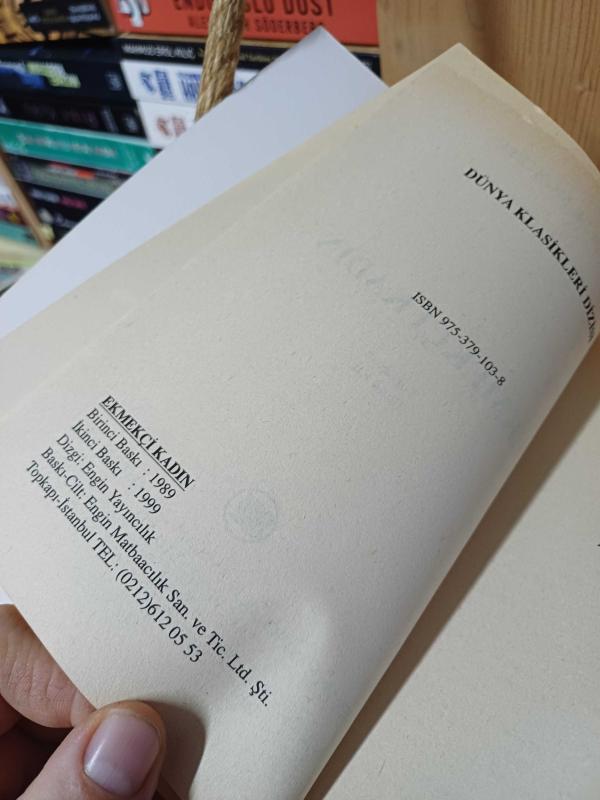 DÜNYA KLASİKLERİ DİZİSİ
ISBN 975-379-103-8
EKMEKÇİ KADIN
Birinci Baskı : 1989
İkinci Baskı : 1999
Dizgi: Engin Yayıncılık
Baskı-Cilt: Engin Matbaacılık San. ve Tic. Ltd. Şti.
Topkapı-İstanbul TEL: (0212)612 05 53